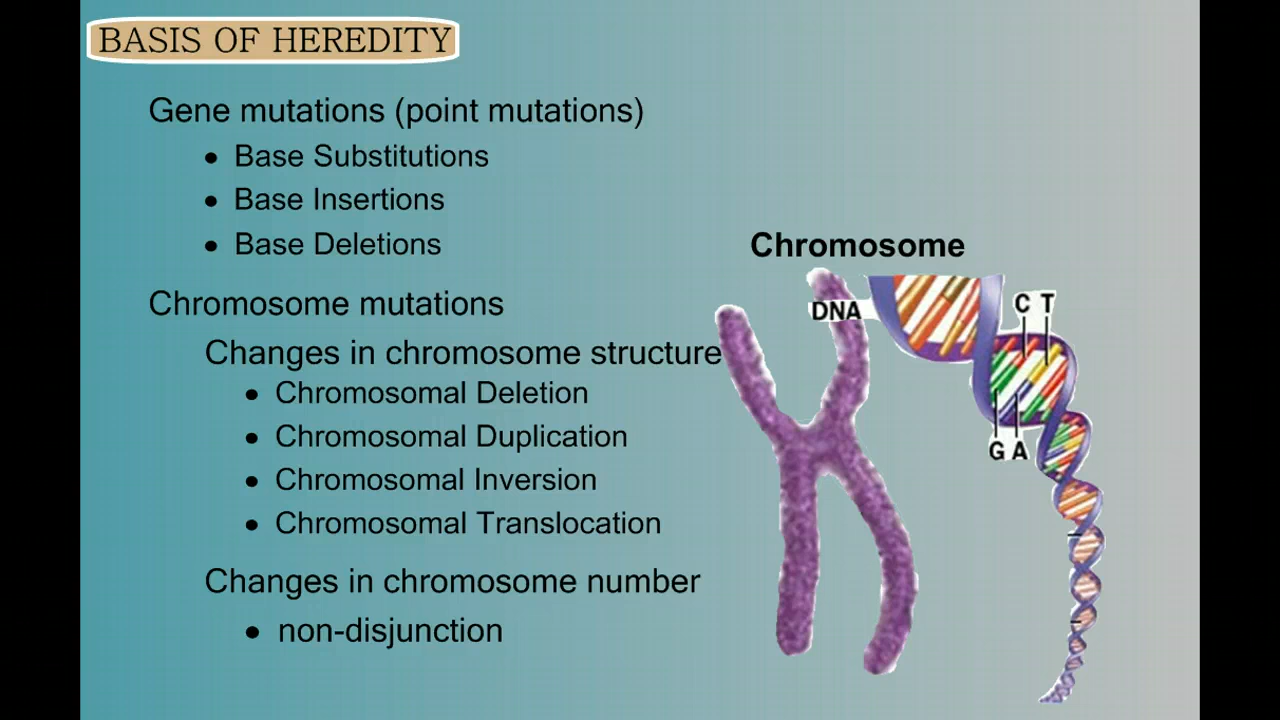 BASIS OF HEREDITY
Gene mutations (point mutations)
• Base Substitutions
• Base Insertions
• Base Deletions
Chromosome mutations
Changes in chromosome structure
• Chromosomal Deletion
• Chromosomal Duplication
• Chromosomal Inversion
• Chromosomal Translocation
Changes in chromosome number
• non-disjunction
Chromosome
DNA
C T
G A